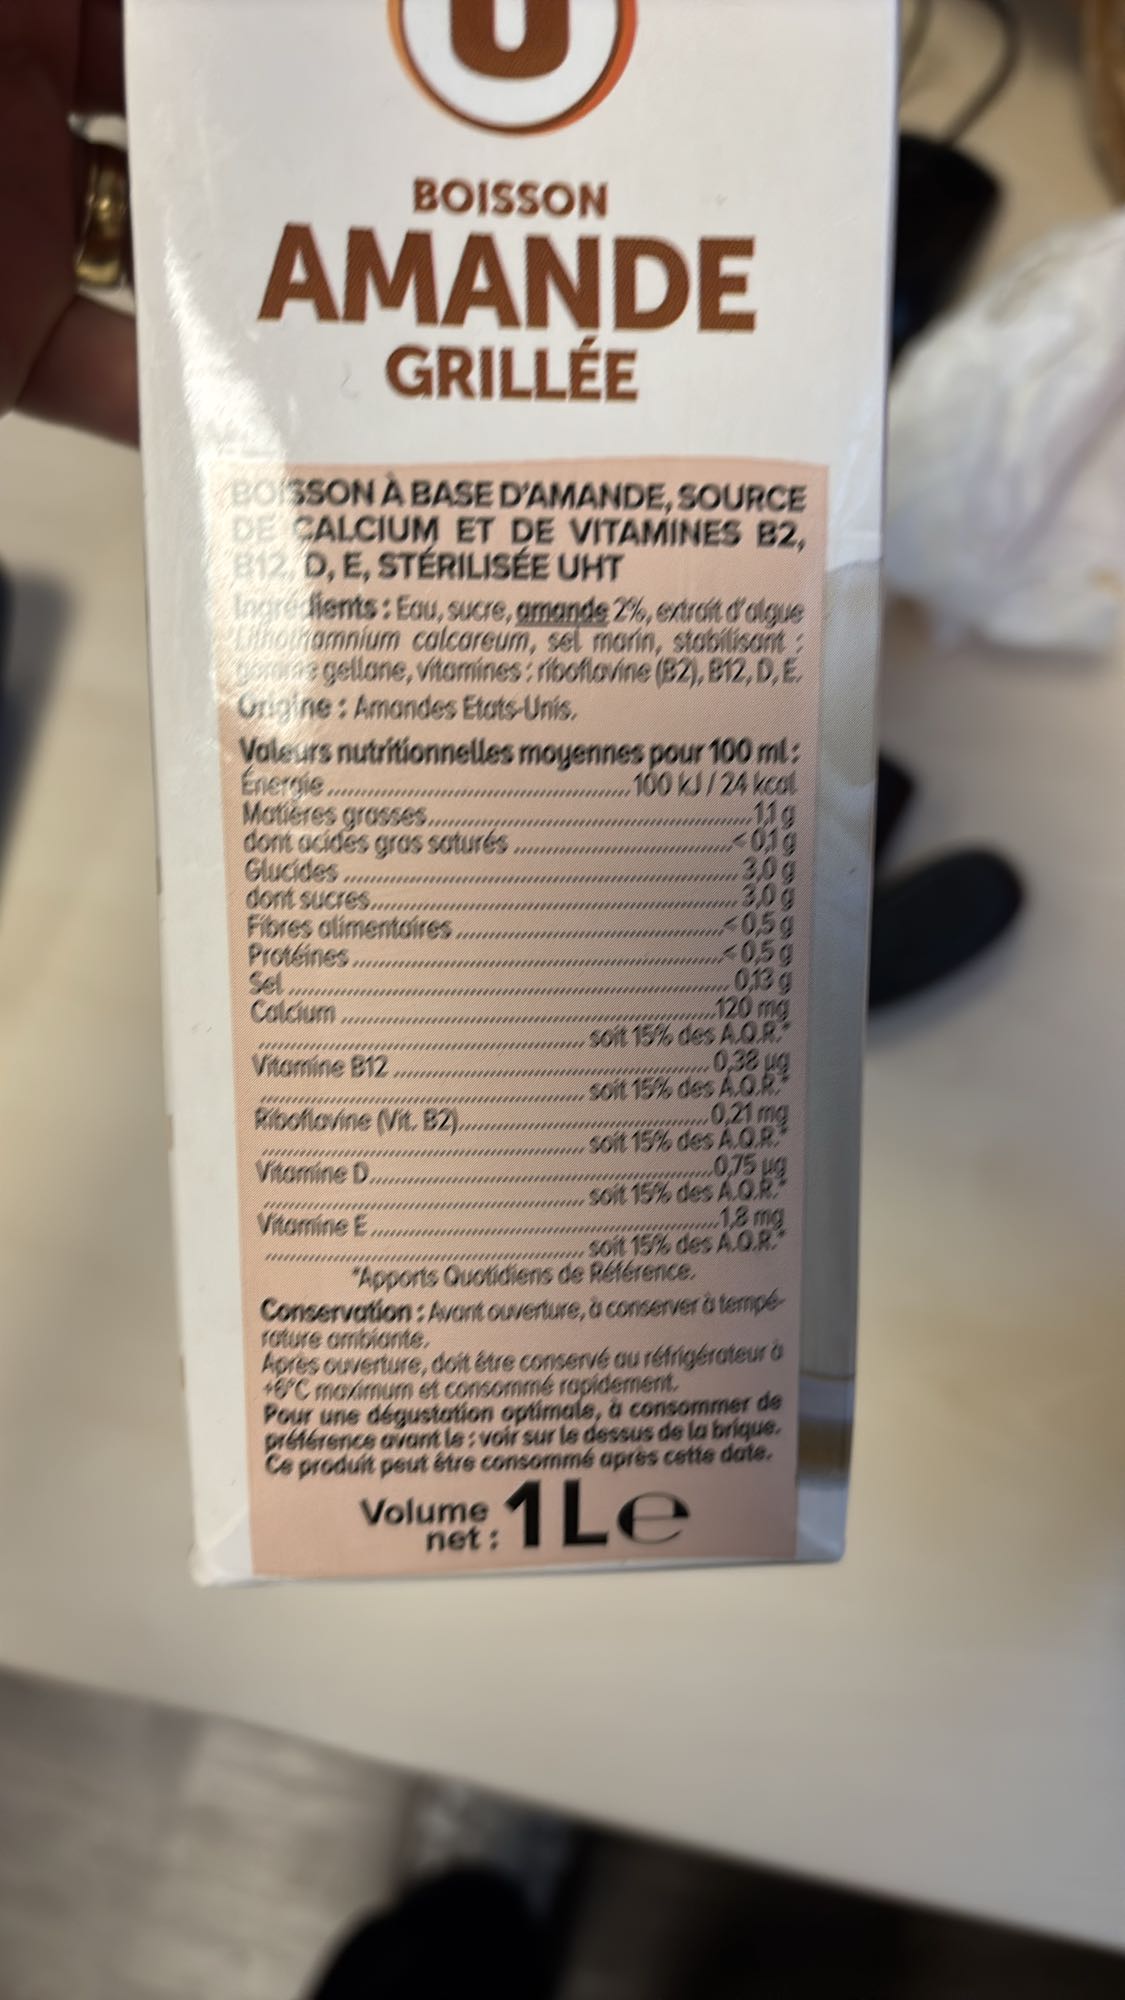 U
BOISSON
AMANDE
GRILLÉE
BOISSON À BASE D'AMANDE, SOURCE
DE CALCIUM ET DE VITAMINES B2,
B12, D, E, STÉRILISÉE UHT
Ingrédients : Eau, sucre, amande 2%, extrait d'algue
Lithothamnium calcareum, sel marin, stabilisant :
gomme gellane, vitamines : riboflavine (B2), B12, D, E.
Origine : Amandes Etats-Unis.
Valeurs nutritionnelles moyennes pour 100 ml :
Énergie 100 kJ / 24 kcal
Matières grasses 1,1 g
dont acides gras saturés < 0,1 g
Glucides 3,0 g
dont sucres 3,0 g
Fibres alimentaires < 0,5 g
Protéines < 0,5 g
Sel 0,13 g
Calcium 120 mg
soit 15% des A.Q.R.*
Vitamine B12 0,38 µg
soit 15% des A.Q.R.*
Riboflavine (Vit. B2) 0,21 mg
soit 15% des A.Q.R.*
Vitamine D 0,75 µg
soit 15% des A.Q.R.*
Vitamine E 1,8 mg
soit 15% des A.Q.R.*
*Apports Quotidiens de Référence.
Conservation : Avant ouverture, à conserver à tempé-
rature ambiante.
Après ouverture, doit être conservé au réfrigérateur à
+6°C maximum et consommé rapidement.
Pour une dégustation optimale, à consommer de
préférence avant le : voir sur le dessus de la brique.
Ce produit peut être consommé après cette date.
Volume
net : 1L e